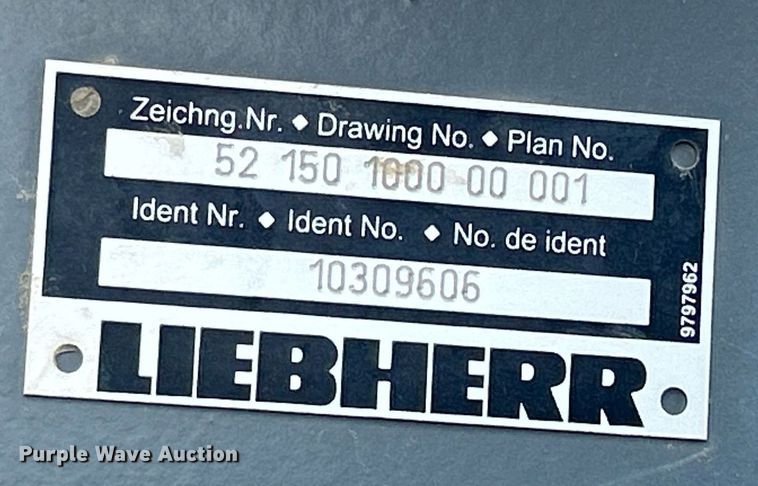 Zeichng.Nr. ◆ Drawing No. ◆ Plan No.
52 150 1000 00 001
Ident Nr. ◆ Ident No. ◆ No. de ident
10309606
9797962
LIEBHERR
Purple Wave Auction